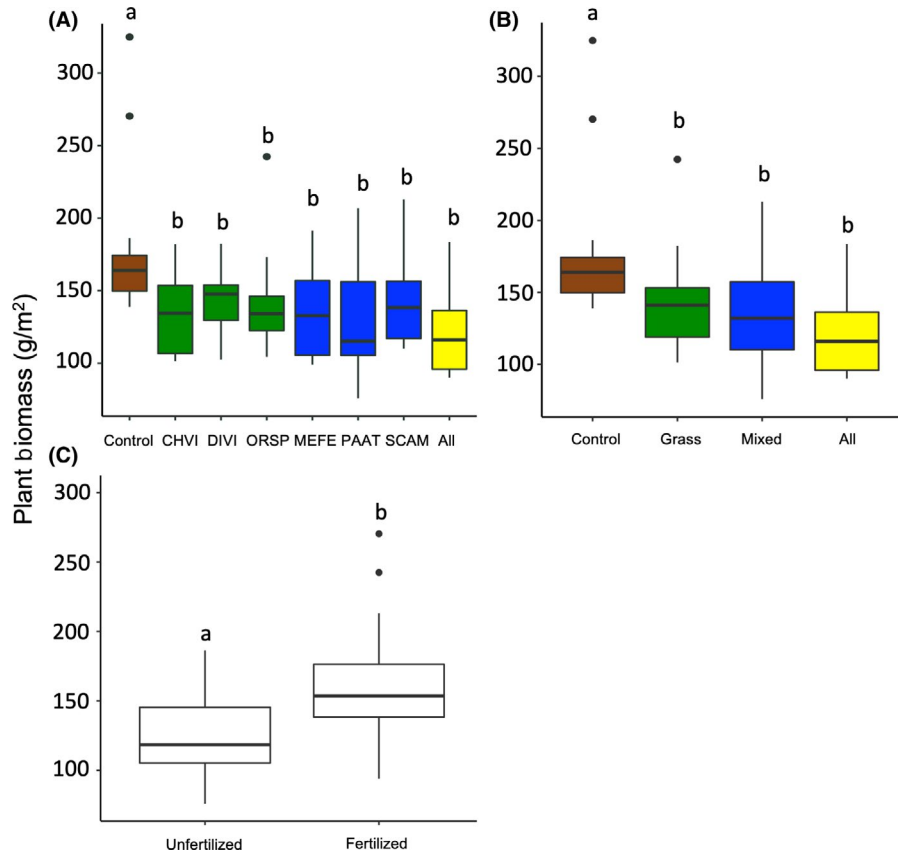 (A)
a
b b b b b b b
300
250
200
150
100
Control CHVI DIVI ORSP MEFE PAAT SCAM All
(B)
a
b b b
300
250
200
150
100
Control Grass Mixed All
(C)
a b
300
250
200
150
100
Unfertilized Fertilized
Plant biomass (g/m²)